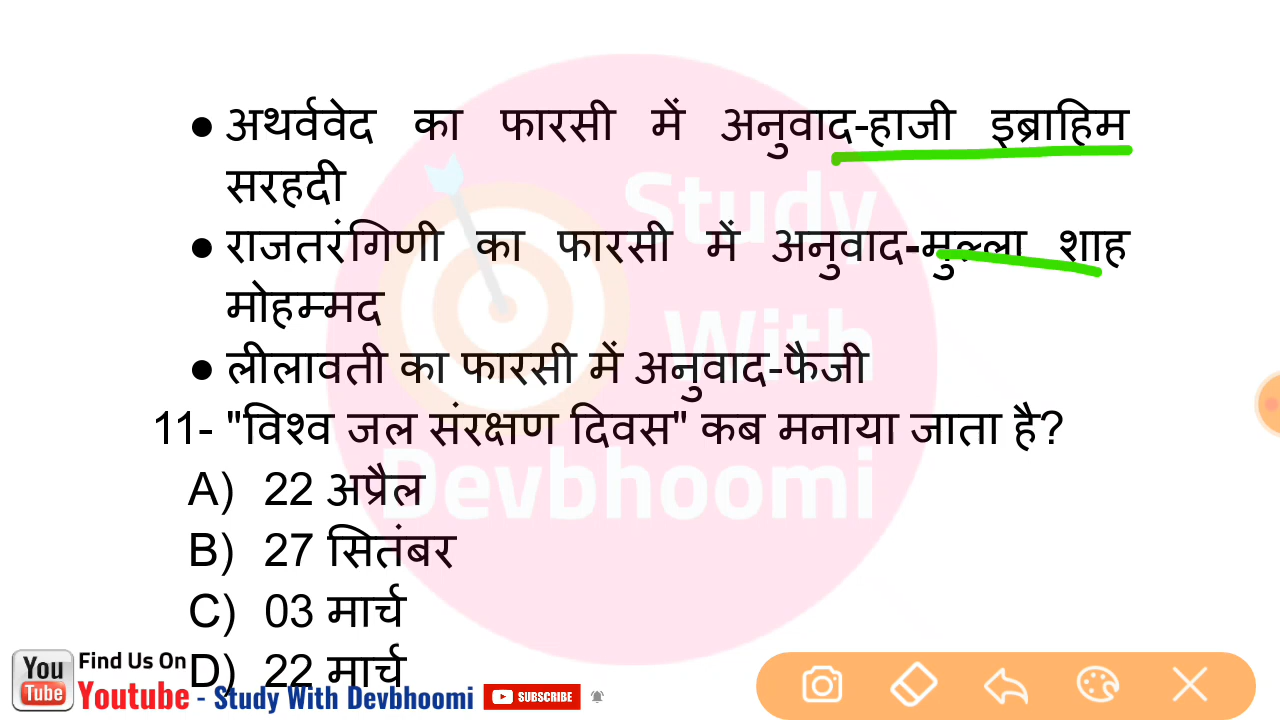 ● अथर्ववेद का फारसी में अनुवाद-हाजी इब्राहिम
सरहदी
● राजतरंगिणी का फारसी में अनुवाद-मुल्ला शाह
मोहम्मद
● लीलावती का फारसी में अनुवाद-फैजी
11- "विश्व जल संरक्षण दिवस" कब मनाया जाता है?
A) 22 अप्रैल
B) 27 सितंबर
C) 03 मार्च
D) 22 मार्च
Study
With
Devbhoomi
You
Tube
Find Us On
Youtube - Study With Devbhoomi
SUBSCRIBE